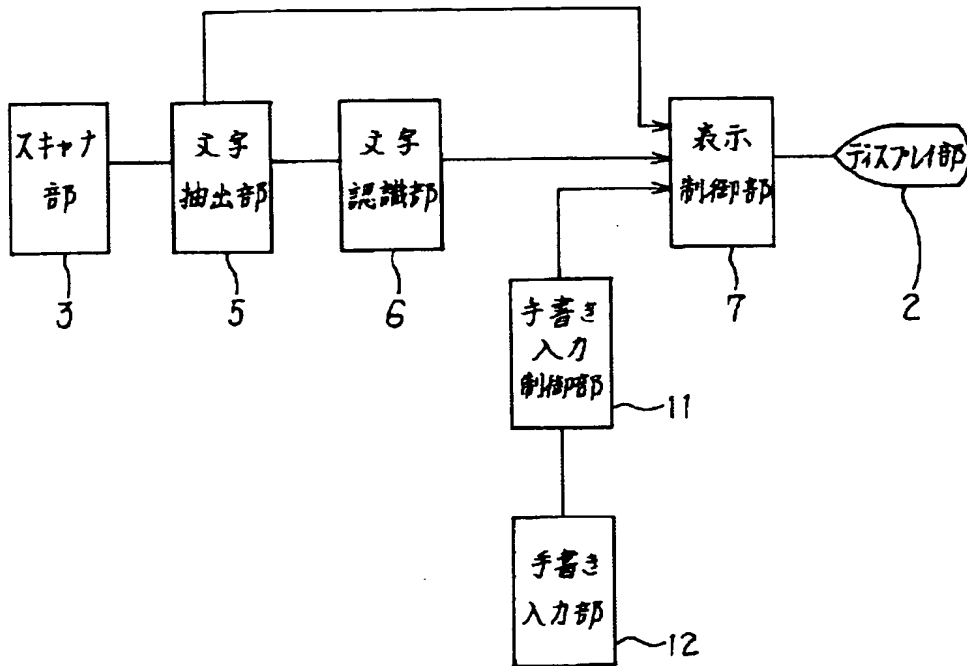 スキャナ
部
3
文字
抽出部
5
文字
認識部
6
表示
制御部
7
ディスプレイ部
2
手書き
入力
制御部
11
手書き
入力部
12